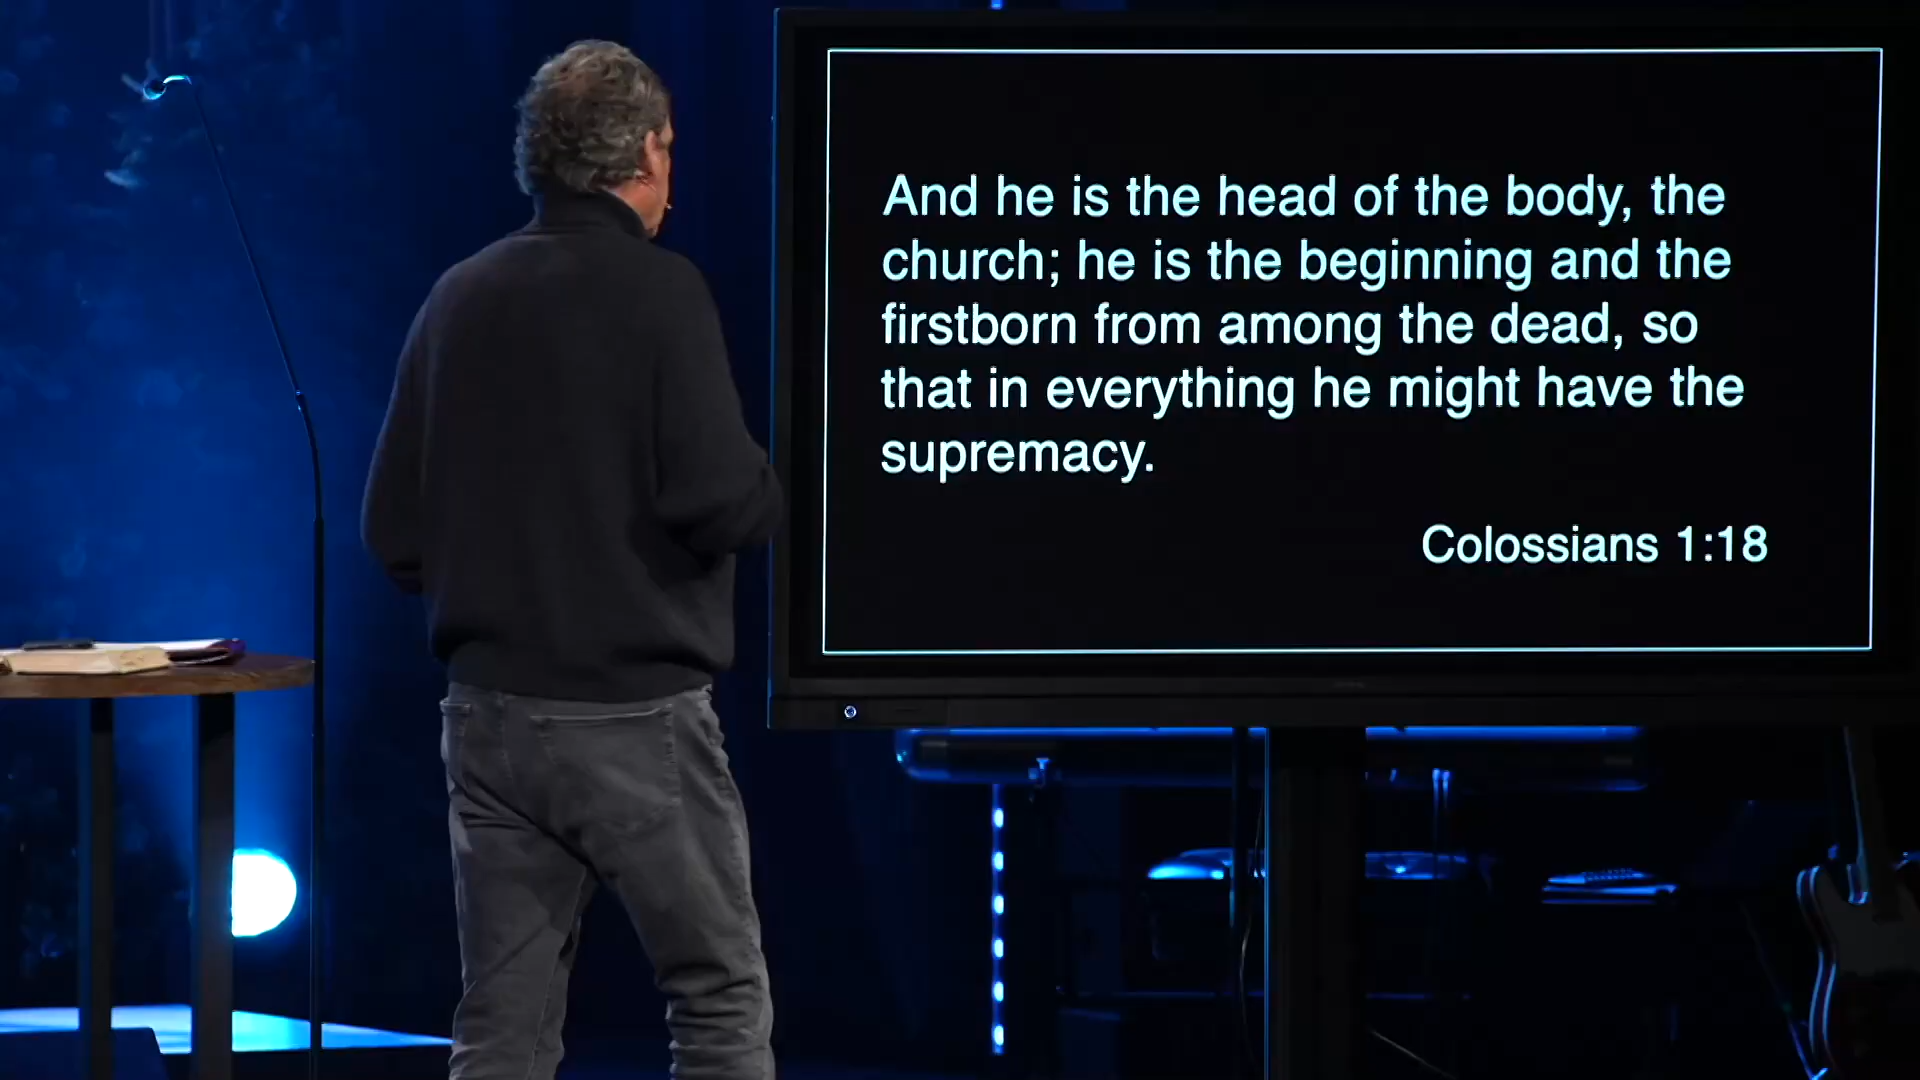 And he is the head of the body, the
church; he is the beginning and the
firstborn from among the dead, so
that in everything he might have the
supremacy.
Colossians 1:18